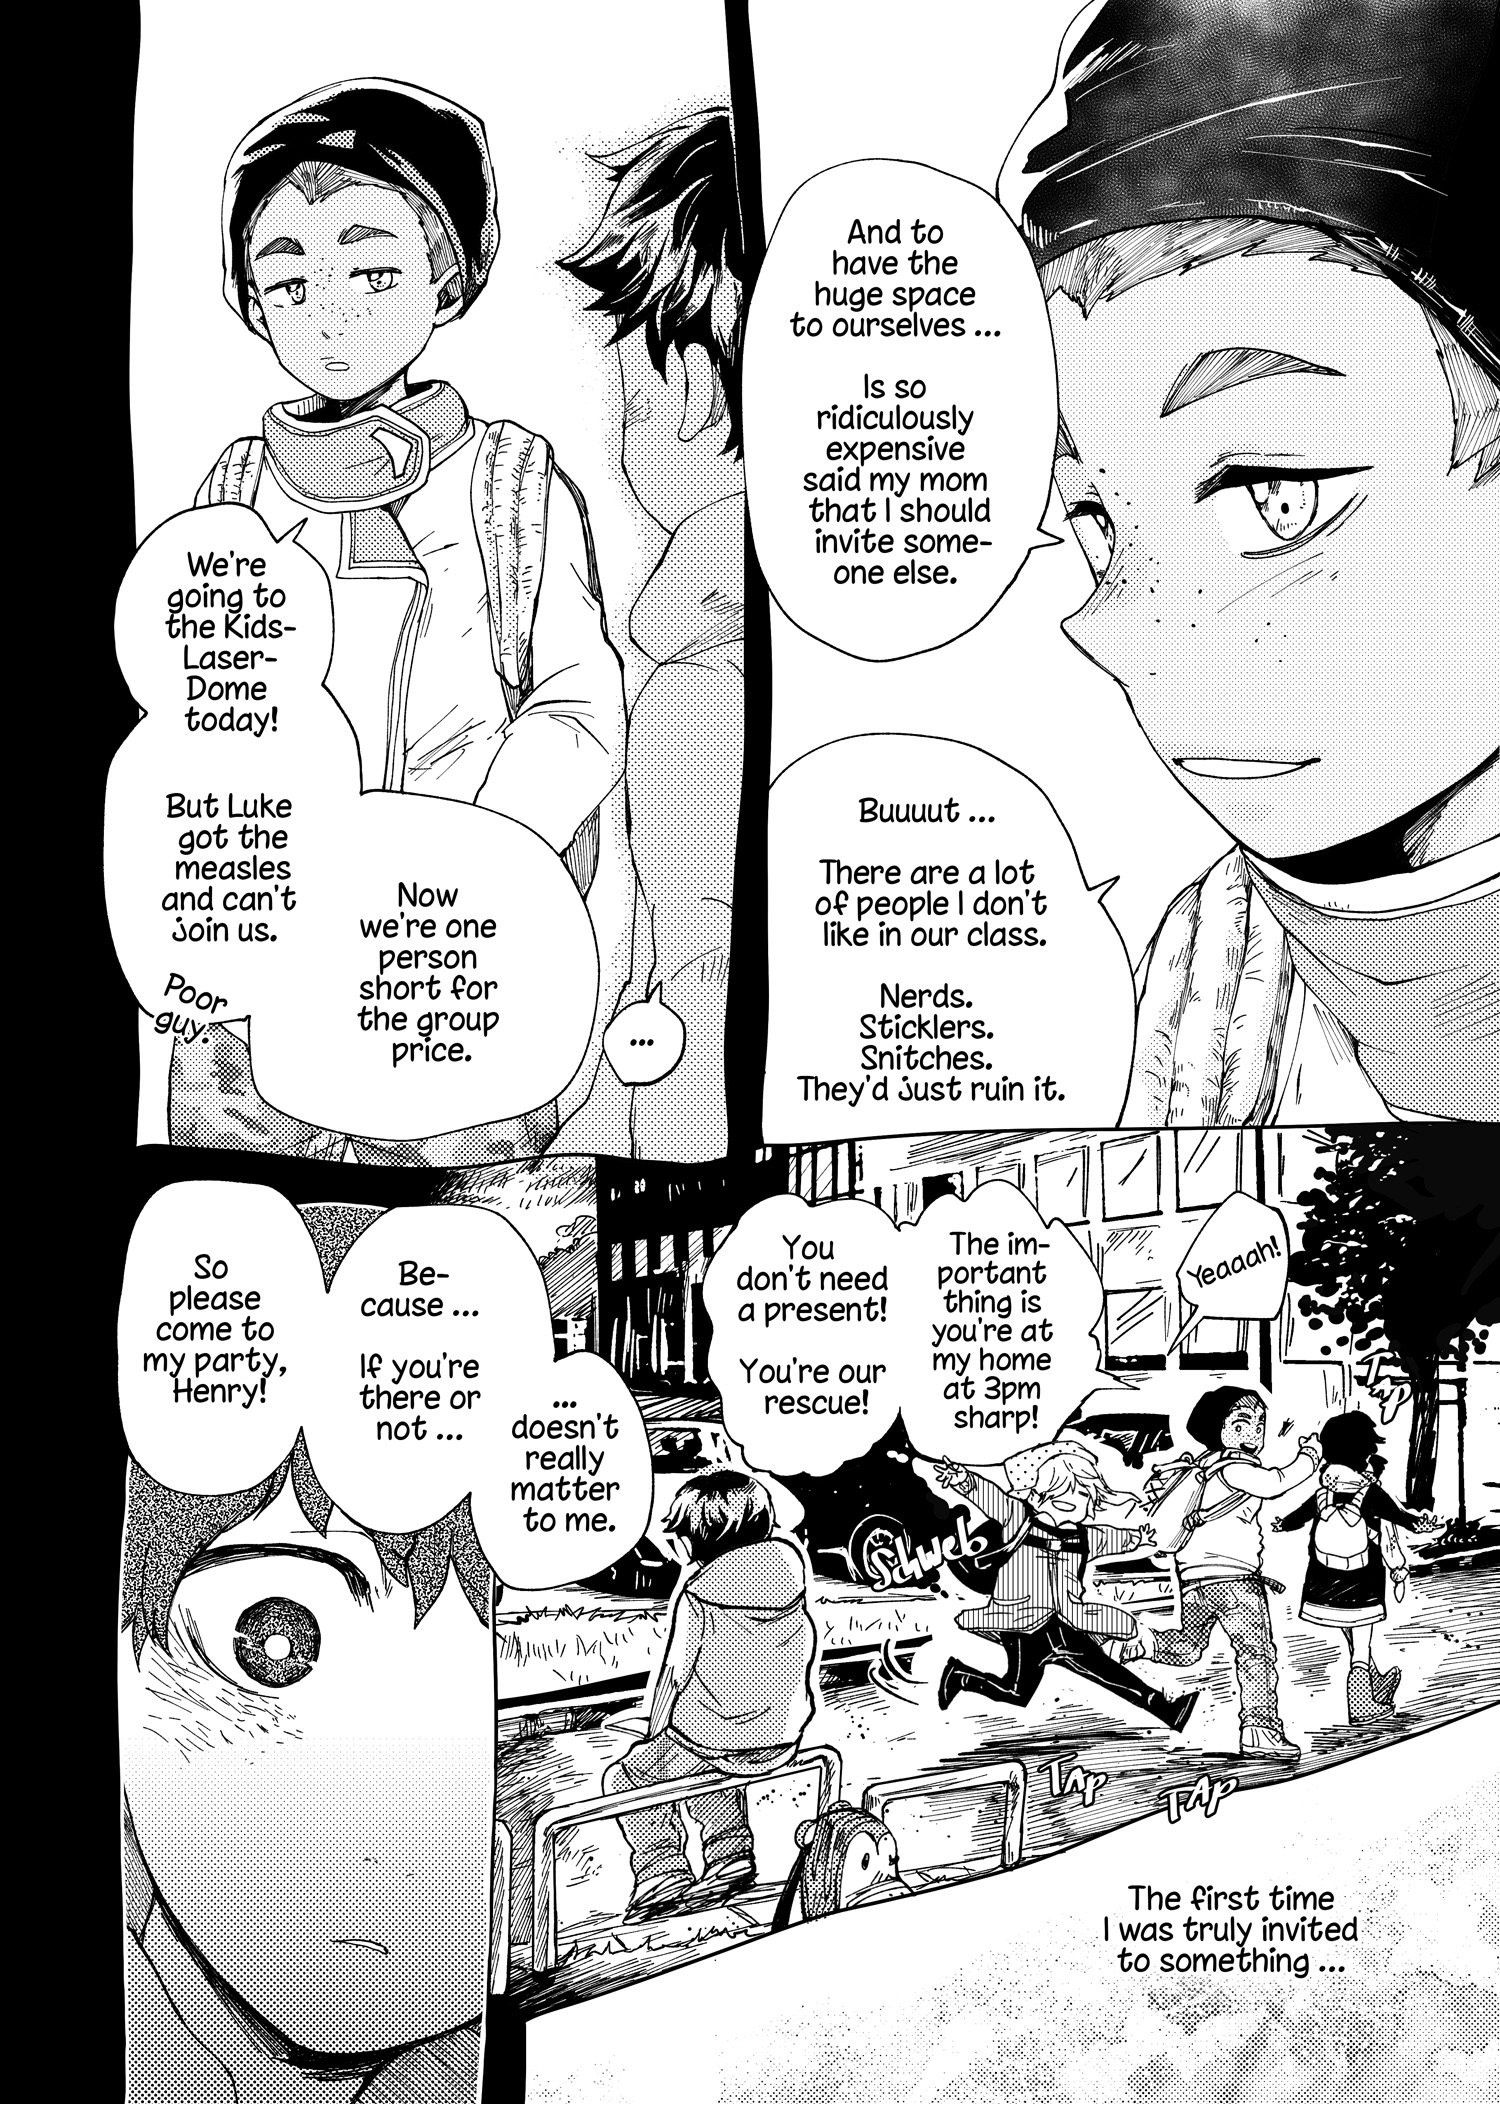 We're
going to
the Kids-
Laser-
Dome
today!
But Luke
got the
measles
and can't
join us.
Poor
guy.
Now
we're one
person
short for
the group
price.
...
And to
have the
huge space
to ourselves ...
Is so
ridiculously
expensive
said my mom
that I should
invite some-
one else.
Buuuut ...
There are a lot
of people I don't
like in our class.
Nerds.
Sticklers.
Snitches.
They'd just ruin it.
So
please
come to
my party,
Henry!
Be-
cause ...
If you're
there or
not ...
...
doesn't
really
matter
to me.
You
don't need
a present!
You're our
rescue!
The im-
portant
thing is
you're at
my home
at 3pm
sharp!
Yeaaah!
Tap
Schweb
Tap
Tap
The first time
I was truly invited
to something ...